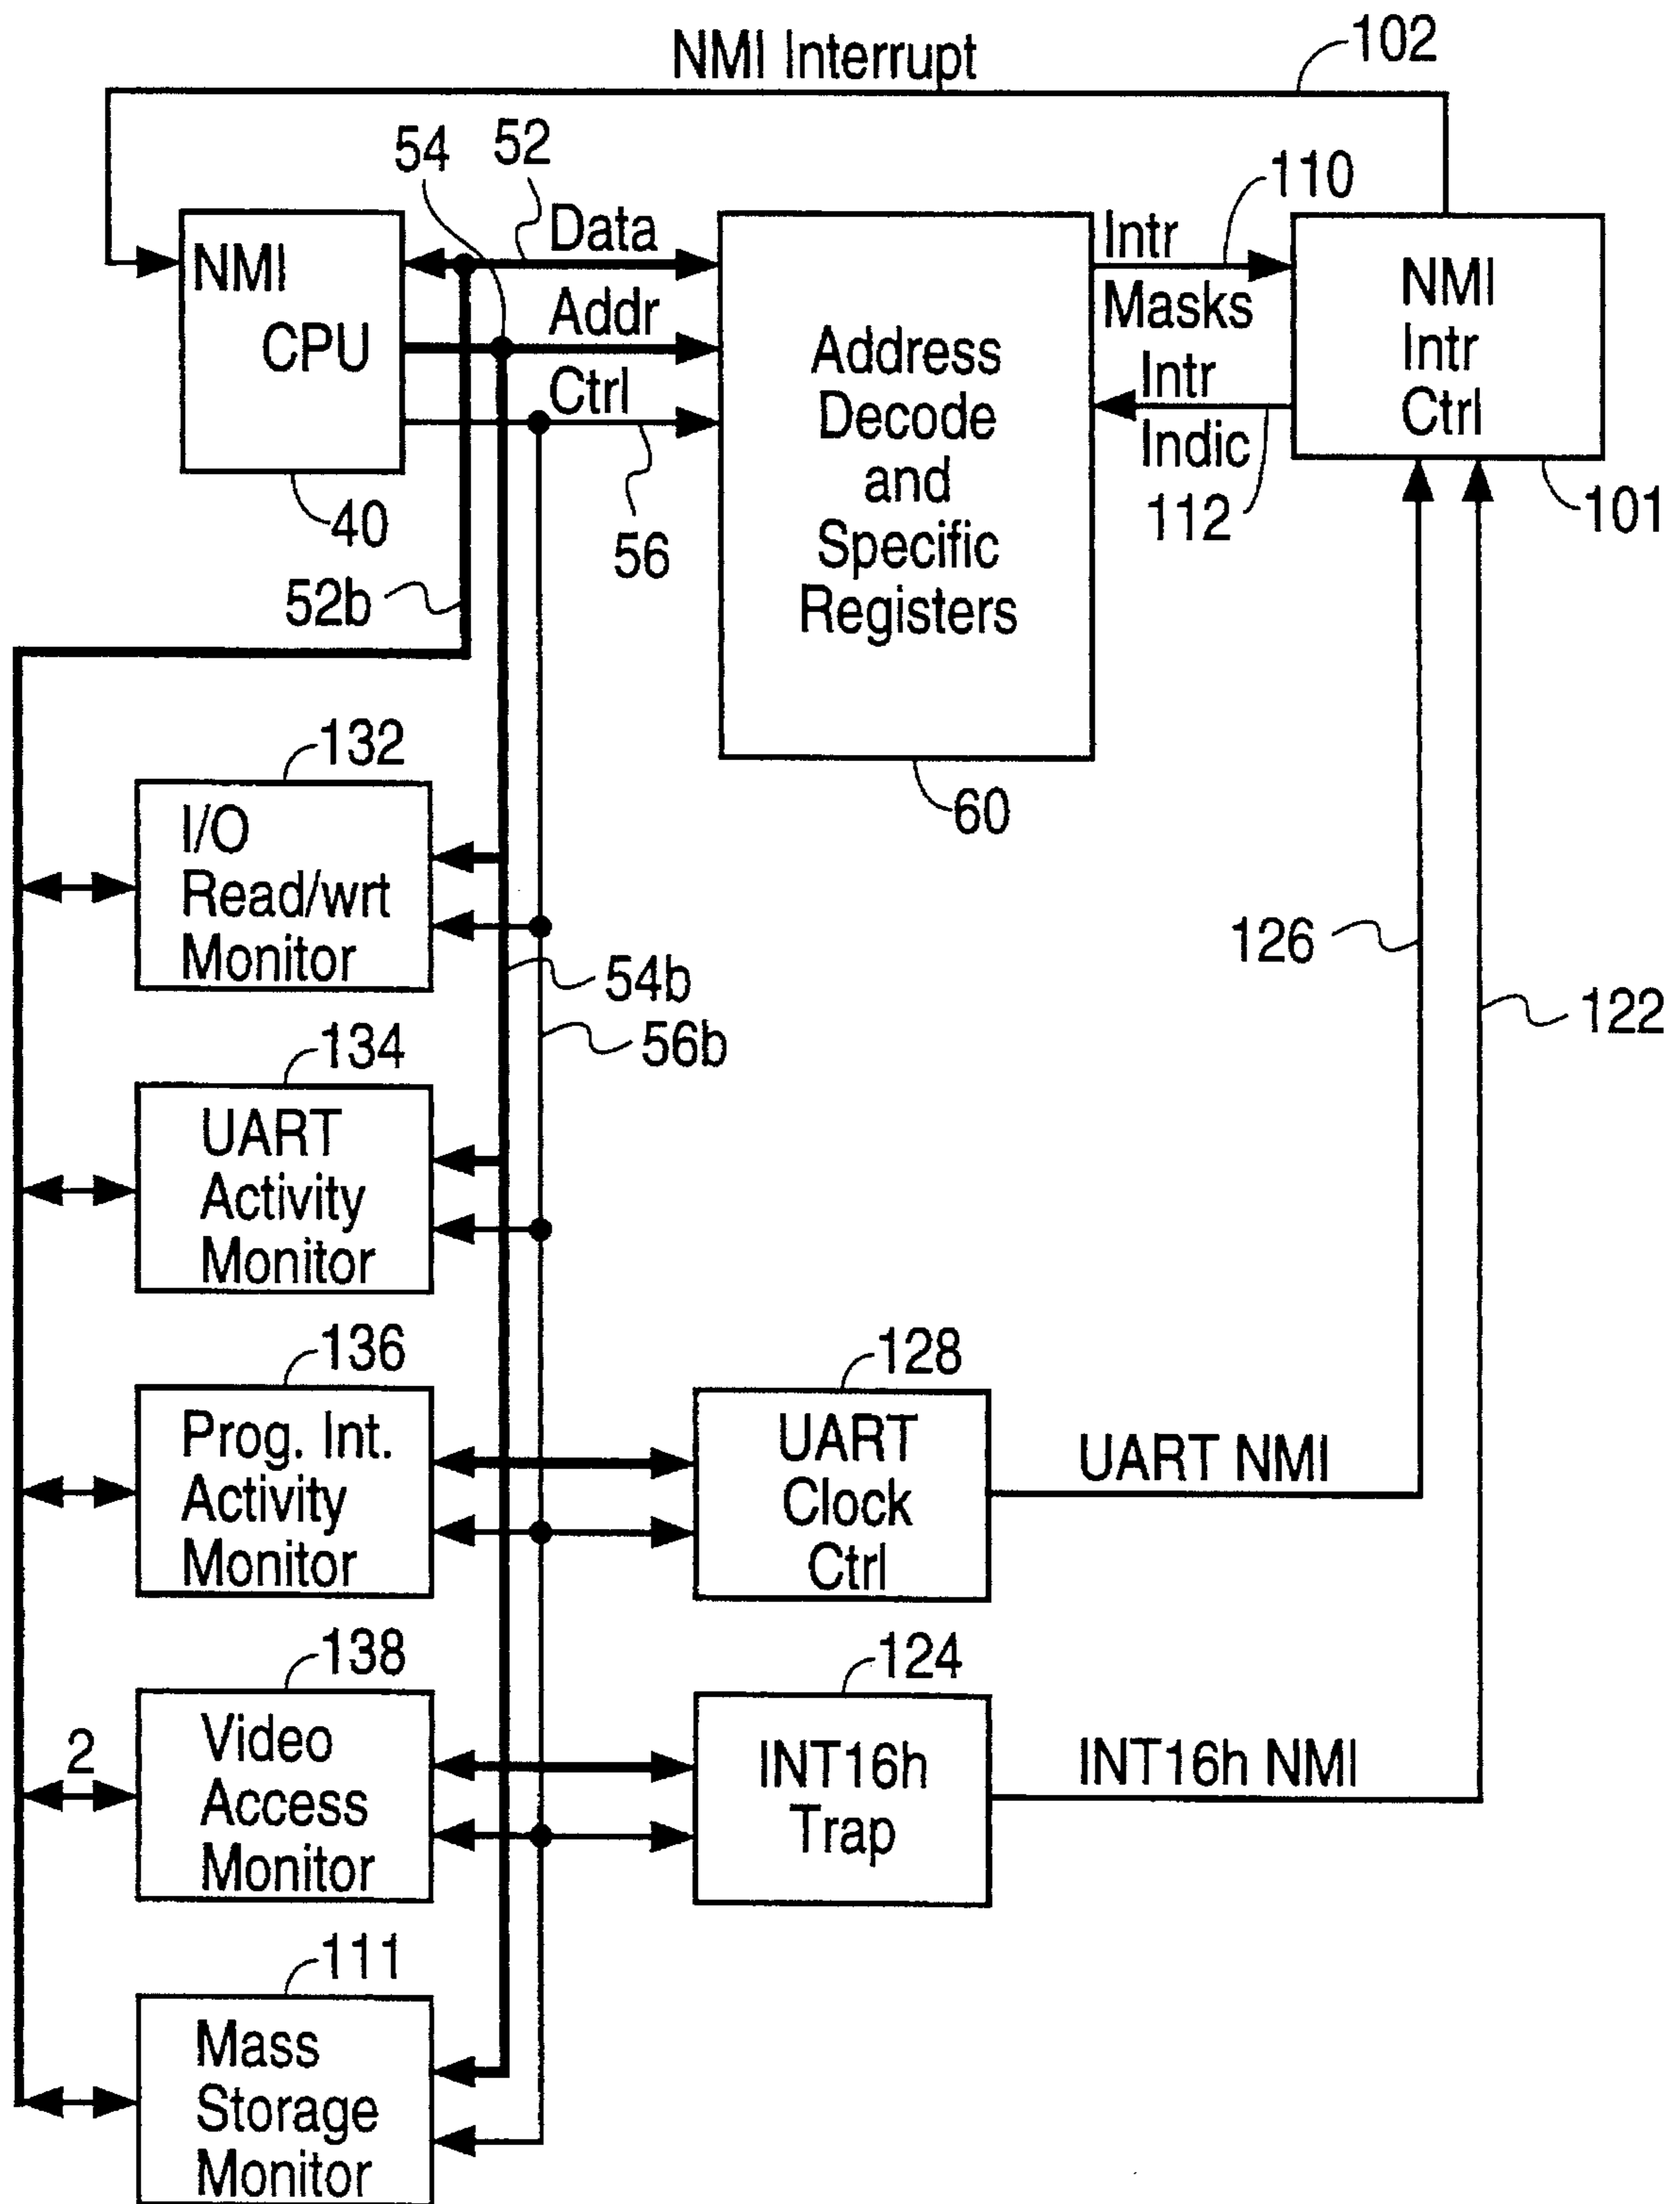 NMI Interrupt
102
54
52
110
NMI
CPU
Data
Addr
Ctrl
Address
Decode
and
Specific
Registers
Intr
Masks
Intr
Indic
NMI
Intr
Ctrl
112
101
40
56
52b
60
132
I/O
Read/wrt
Monitor
126
54b
122
56b
134
UART
Activity
Monitor
136
Prog. Int.
Activity
Monitor
128
UART
Clock
Ctrl
UART NMI
138
2
Video
Access
Monitor
124
INT16h
Trap
INT16h NMI
111
Mass
Storage
Monitor